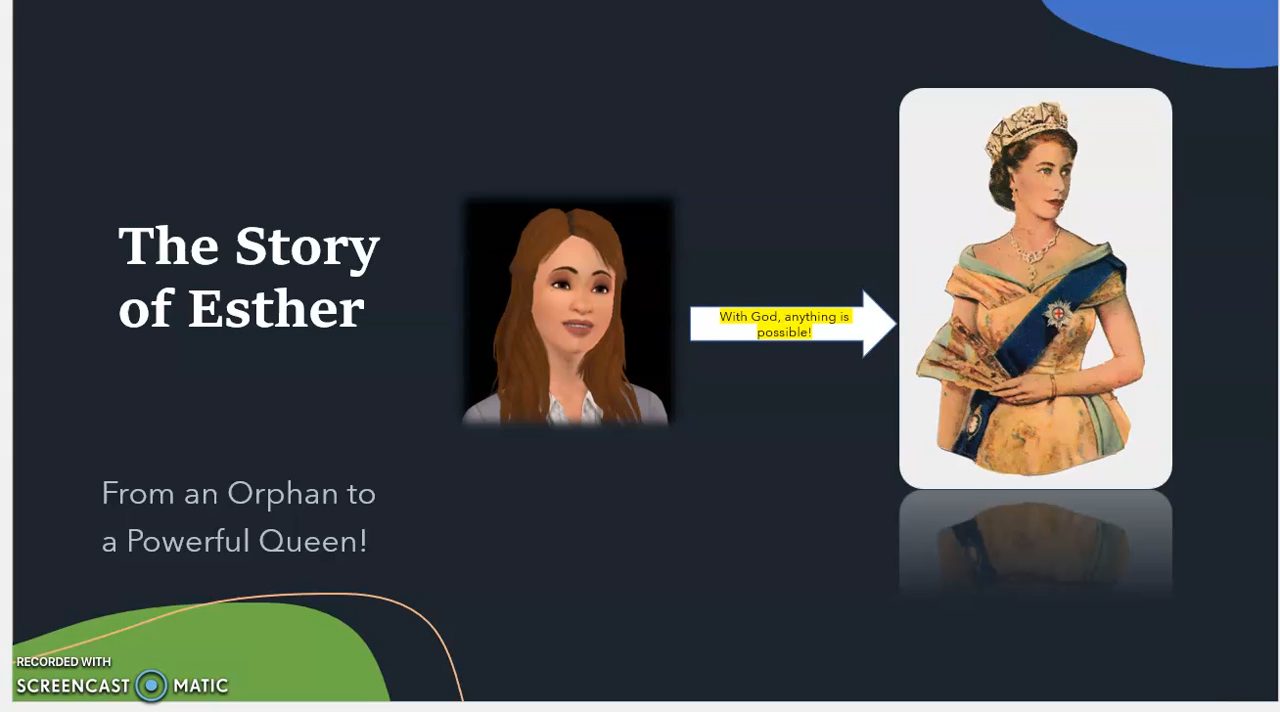 The Story
of Esther
With God, anything is
possible!
From an Orphan to
a Powerful Queen!
RECORDED WITH
SCREENCAST MATIC